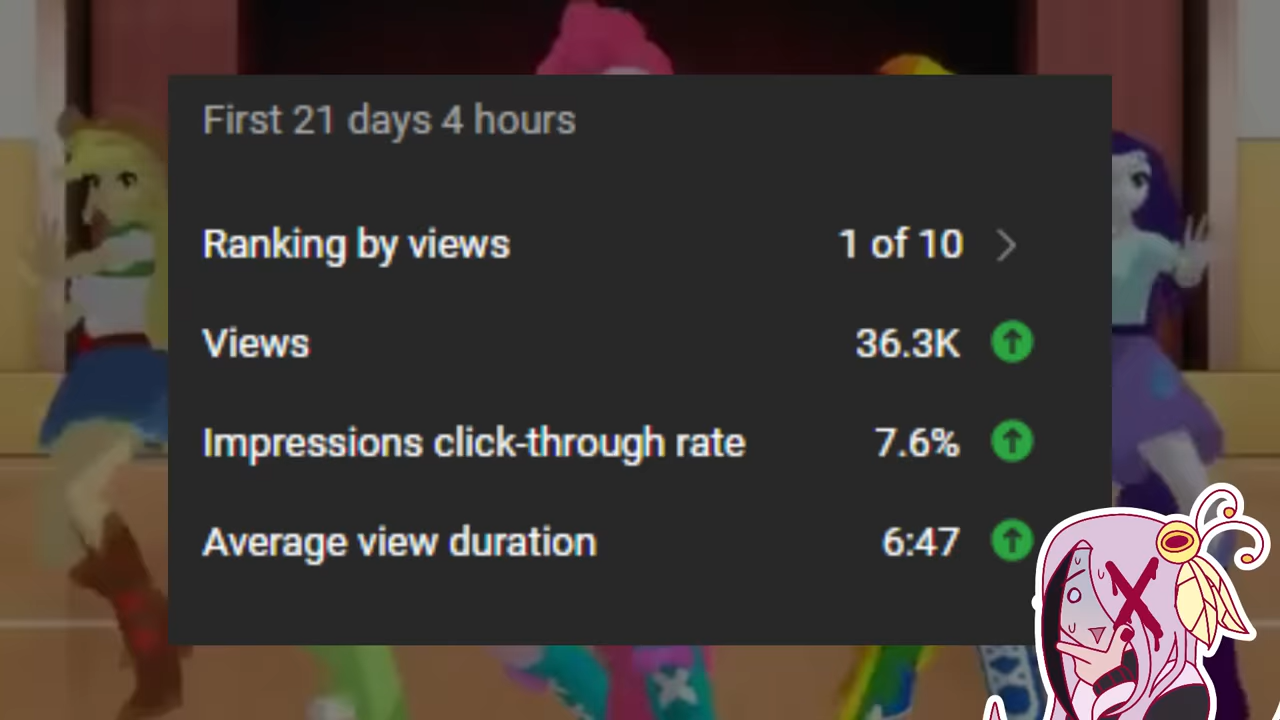 First 21 days 4 hours
Ranking by views 1 of 10
Views 36.3K
Impressions click-through rate 7.6%
Average view duration 6:47